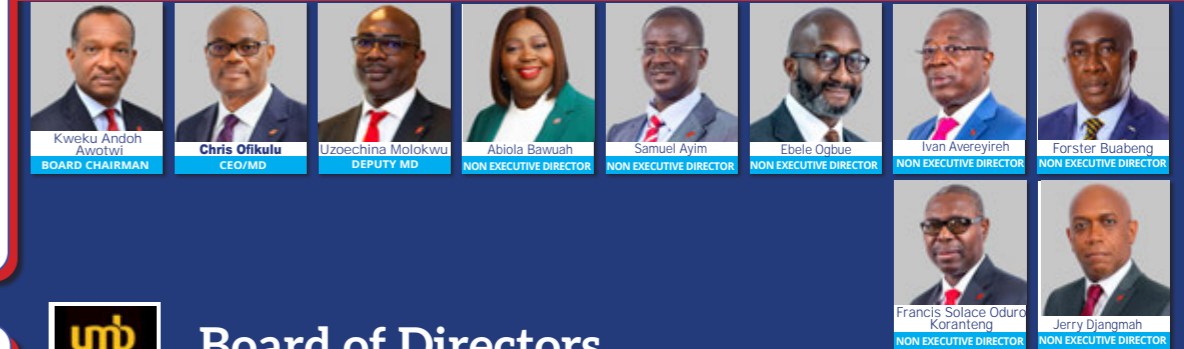 Kweku Andoh
Awotwi
BOARD CHAIRMAN
Chris Ofikulu
CEO/MD
Uzoechina Molokwu
DEPUTY MD
Abiola Bawuah
NON EXECUTIVE DIRECTOR
Samuel Ayim
NON EXECUTIVE DIRECTOR
Ebele Ogbue
NON EXECUTIVE DIRECTOR
Ivan Avereyireh
NON EXECUTIVE DIRECTOR
Forster Buabeng
NON EXECUTIVE DIRECTOR
Francis Solace Oduro
Koranteng
NON EXECUTIVE DIRECTOR
Jerry Djangmah
NON EXECUTIVE DIRECTOR
umb
Board of Directors